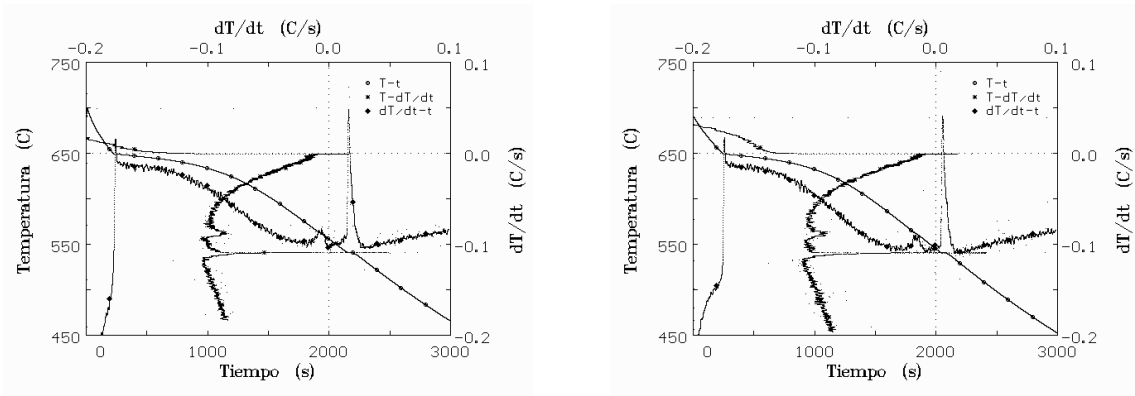 dT/dt (C/s)
-0.2 -0.1 0.0 0.1
750 0.1
T-t
T-dT/dt
dT/dt-t
650 0.0
550 -0.1
450 -0.2
0 1000 2000 3000
Temperatura (C)
dT/dt (C/s)
Tiempo (s)
dT/dt (C/s)
-0.2 -0.1 0.0 0.1
750 0.1
T-t
T-dT/dt
dT/dt-t
650 0.0
550 -0.1
450 -0.2
0 1000 2000 3000
Temperatura (C)
dT/dt (C/s)
Tiempo (s)